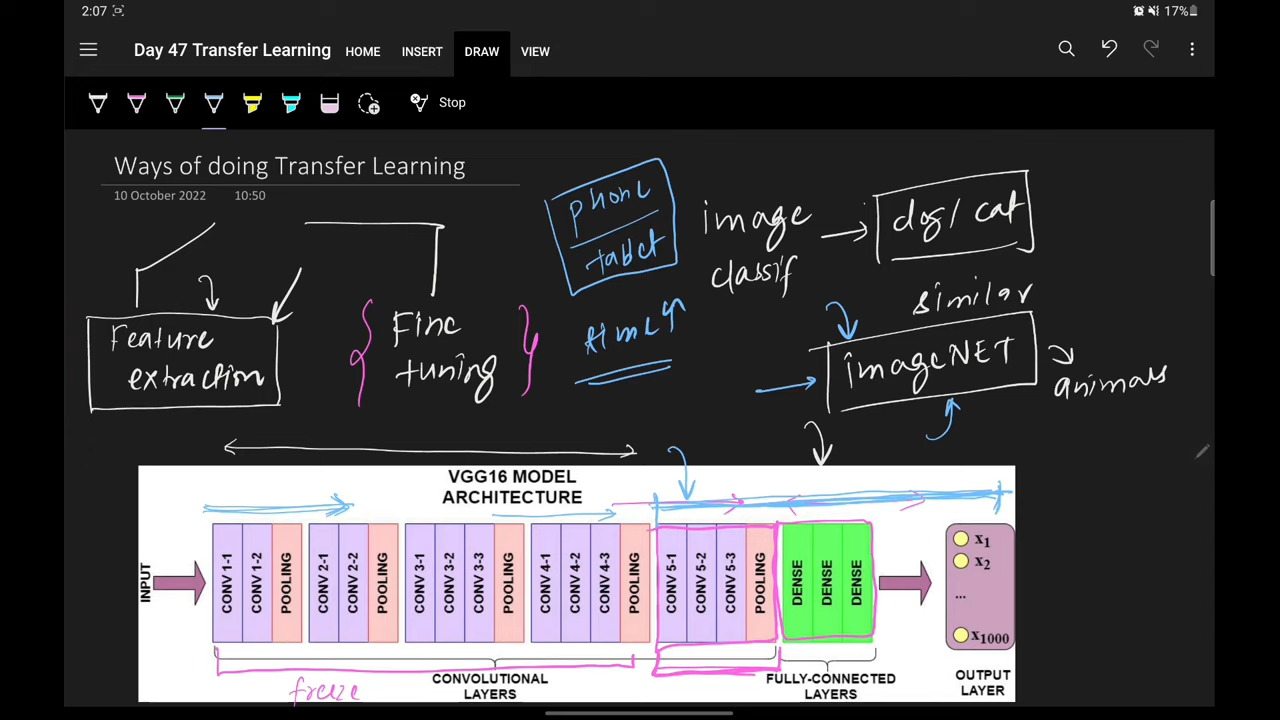 2:07
17%
Day 47 Transfer Learning HOME INSERT DRAW VIEW
Stop
Ways of doing Transfer Learning
10 October 2022 10:50
phone
tablet
image
classif
dog/cat
Feature
extraction
Fine
tuning
similar
imageNET
animals
VGG16 MODEL
ARCHITECTURE
INPUT
CONV 1-1
CONV 1-2
POOLING
CONV 2-1
CONV 2-2
POOLING
CONV 3-1
CONV 3-2
CONV 3-3
POOLING
CONV 4-1
CONV 4-2
CONV 4-3
POOLING
CONV 5-1
CONV 5-2
CONV 5-3
POOLING
DENSE
DENSE
DENSE
x1
x2
...
x1000
freeze
CONVOLUTIONAL
LAYERS
FULLY-CONNECTED
LAYERS
OUTPUT
LAYER